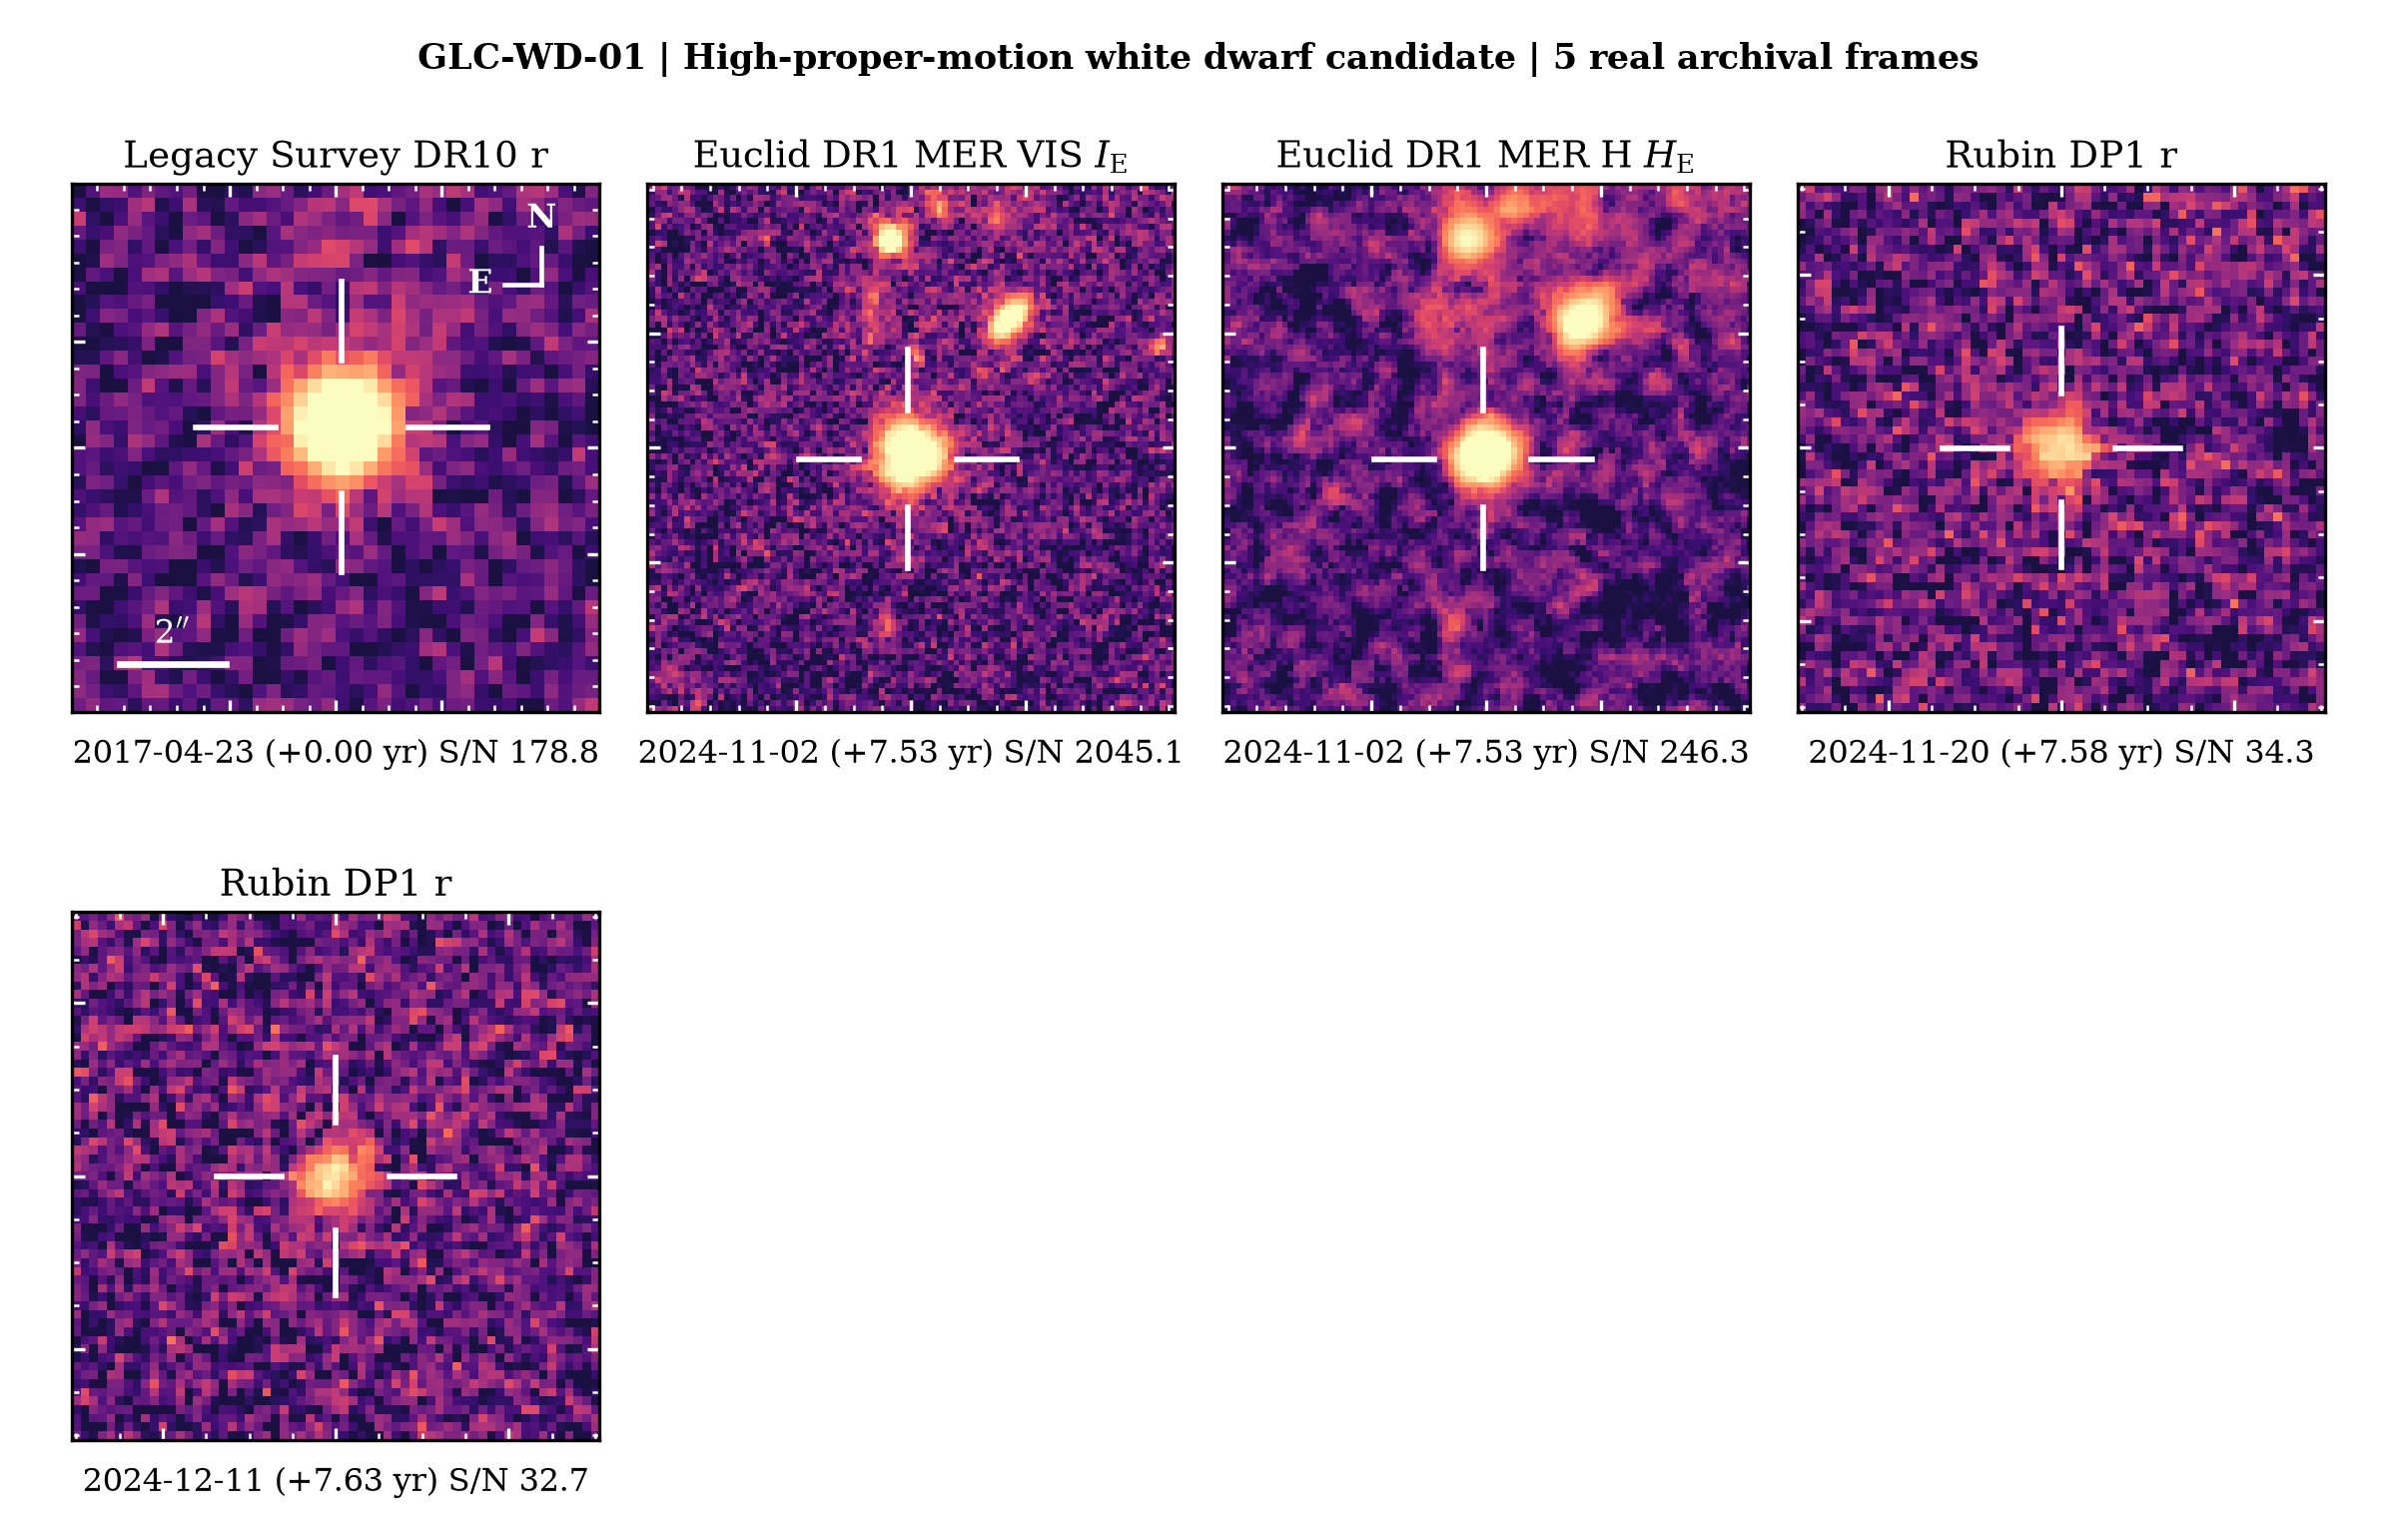 GLC-WD-01 | High-proper-motion white dwarf candidate | 5 real archival frames
Legacy Survey DR10 r
Euclid DR1 MER VIS I_E
Euclid DR1 MER H H_E
Rubin DP1 r
N
E
2″
2017-04-23 (+0.00 yr) S/N 178.8
2024-11-02 (+7.53 yr) S/N 2045.1
2024-11-02 (+7.53 yr) S/N 246.3
2024-11-20 (+7.58 yr) S/N 34.3
Rubin DP1 r
2024-12-11 (+7.63 yr) S/N 32.7